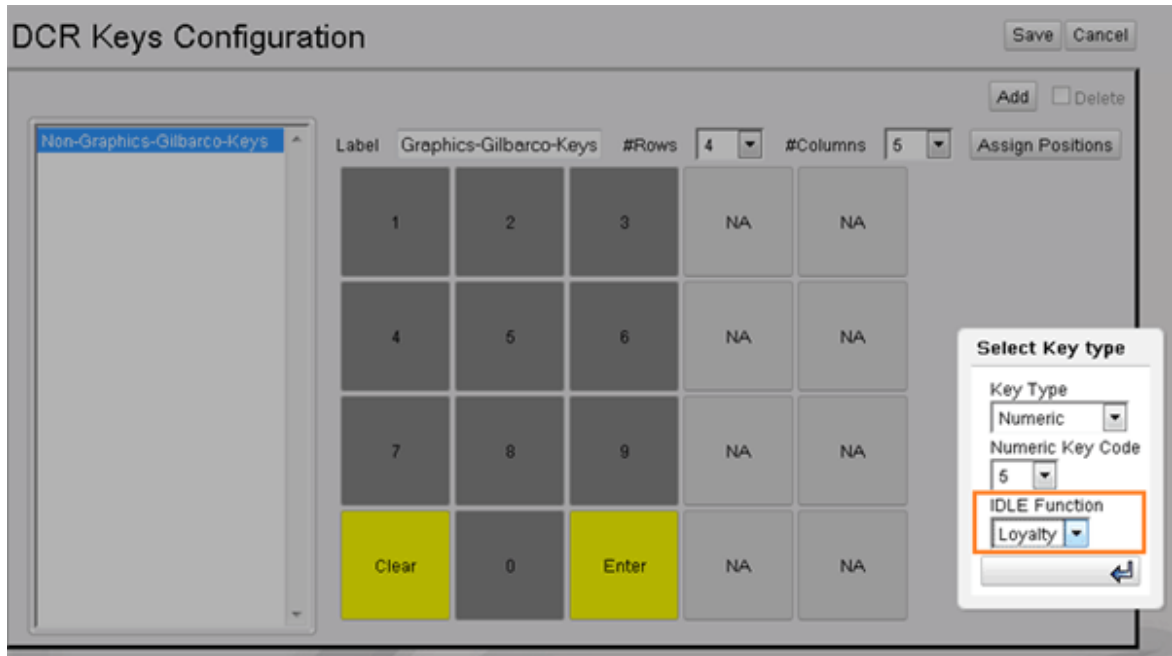 DCR Keys Configuration Save Cancel
Add Delete
Non-Graphics-Gilbarco-Keys
Label Graphics-Gilbarco-Keys #Rows 4 #Columns 5 Assign Positions
1 2 3 NA NA
4 5 6 NA NA
7 8 9 NA NA
Clear 0 Enter NA NA
Select Key type
Key Type
Numeric
Numeric Key Code
5
IDLE Function
Loyalty